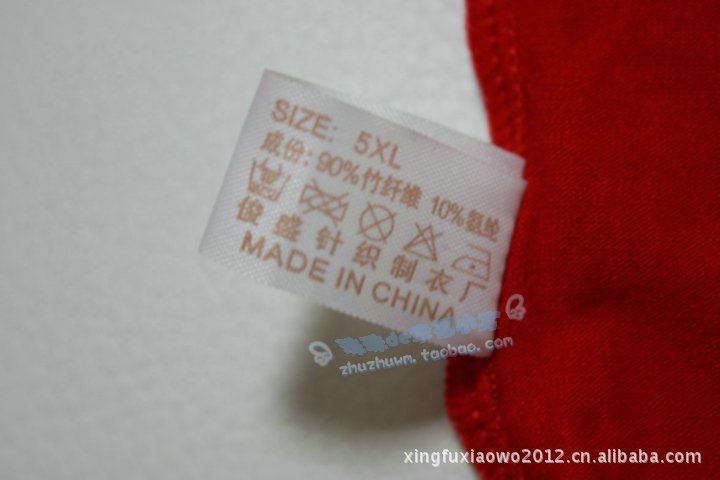 SIZE: 5XL
成份: 90%竹纤维 10%氨纶
俊盛针织制衣厂
MADE IN CHINA
zhuzhuwn.taobao.com
xingfuxiaowo2012.cn.alibaba.com